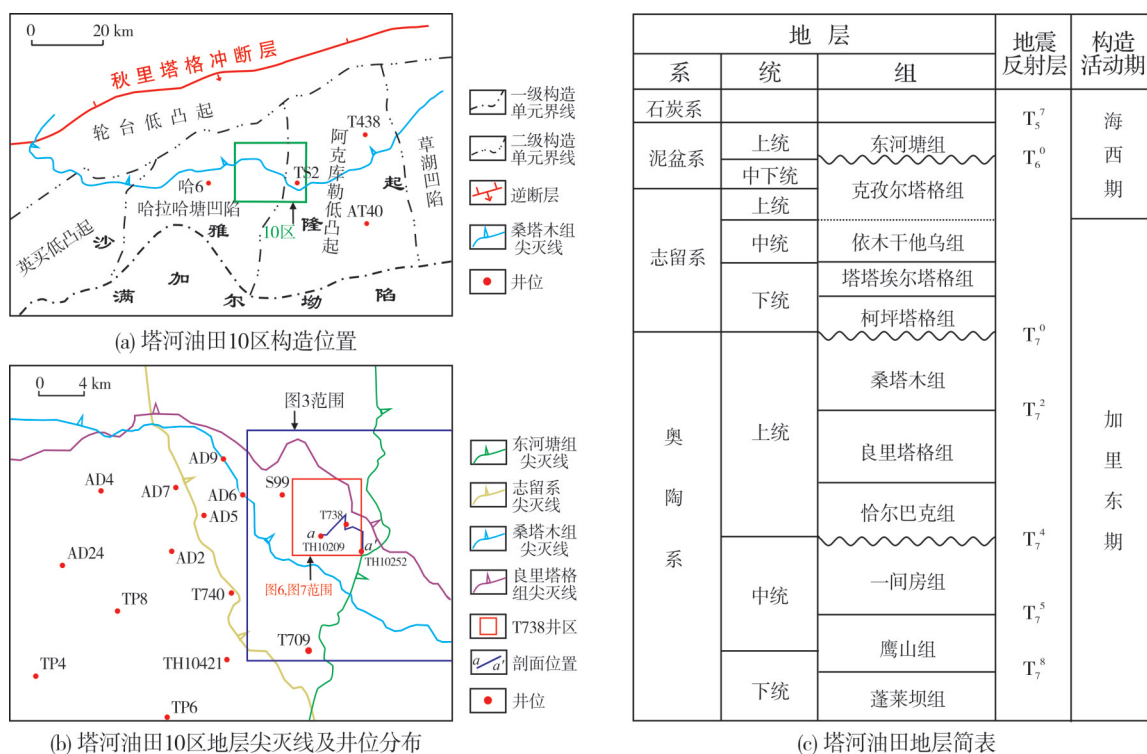 0 20 km
秋里塔格冲断层
轮台低凸起
T438
哈6
TS2
哈拉哈塘凹陷
阿克库勒低凸起
草湖凹陷
英买低凸起
AT40
10区
沙雅隆起
满加尔坳陷
一级构造
单元界线
二级构造
单元界线
逆断层
桑塔木组
尖灭线
井位
(a) 塔河油田10区构造位置
0 4 km
图3范围
AD9
AD4
AD7
AD6
S99
AD5
T738
a
a'
TH10209
TH10252
AD24
AD2
图6,图7范围
TP8
T740
T709
TP4
TH10421
TP6
东河塘组
尖灭线
志留系
尖灭线
桑塔木组
尖灭线
良里塔格
组尖灭线
T738井区
a a'
剖面位置
井位
(b) 塔河油田10区地层尖灭线及井位分布
地层 地震反射层 构造活动期
系 统 组
石炭系
T₅⁷
泥盆系 上统 东河塘组
T₆⁰
中下统 克孜尔塔格组
海西期
志留系 上统
中统 依木干他乌组
下统 塔塔埃尔塔格组
柯坪塔格组
T₇⁰
奥陶系 上统 桑塔木组
T₇²
良里塔格组
加里东期
恰尔巴克组
T₇⁴
中统 一间房组
T₇⁵
鹰山组
T₇⁸
下统 蓬莱坝组
(c) 塔河油田地层简表